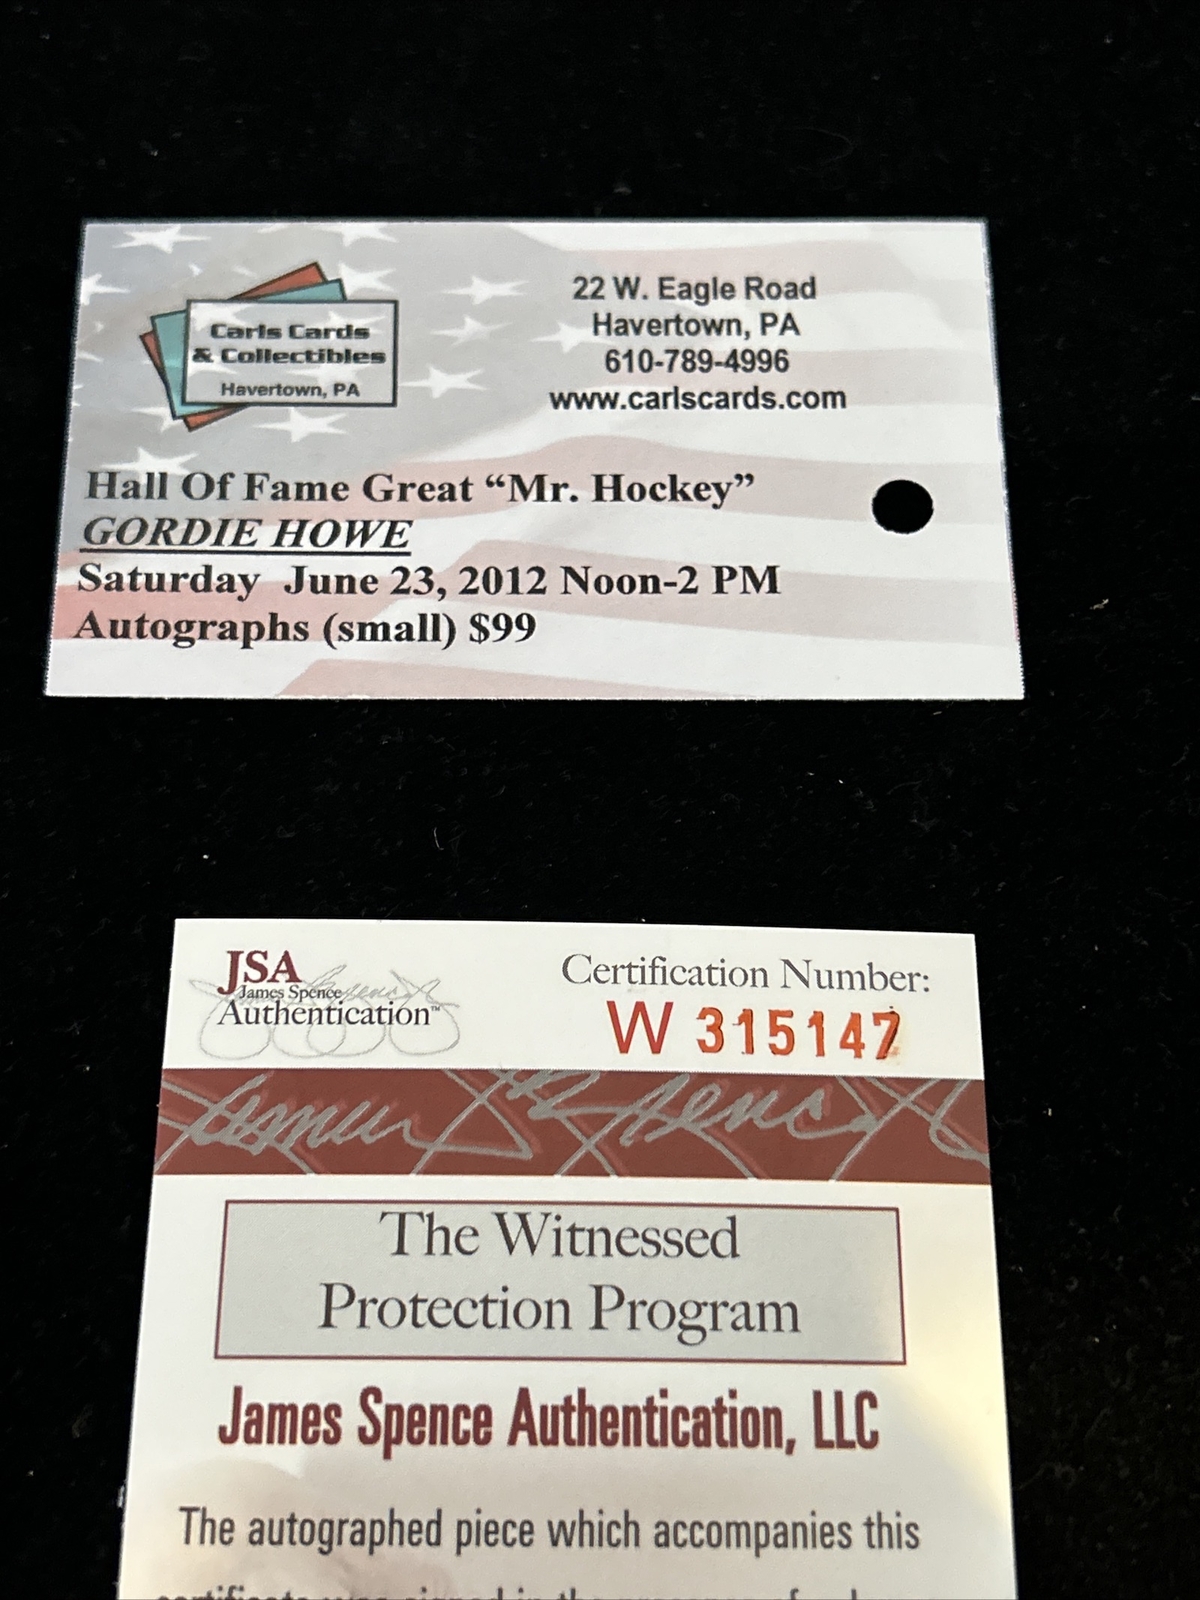 Carls Cards
& Collectibles
Havertown, PA
22 W. Eagle Road
Havertown, PA
610-789-4996
www.carlscards.com
Hall Of Fame Great “Mr. Hockey”
GORDIE HOWE
Saturday June 23, 2012 Noon-2 PM
Autographs (small) $99
JSA
James Spence
Authentication™
Certification Number:
W 315147
The Witnessed
Protection Program
James Spence Authentication, LLC
The autographed piece which accompanies this